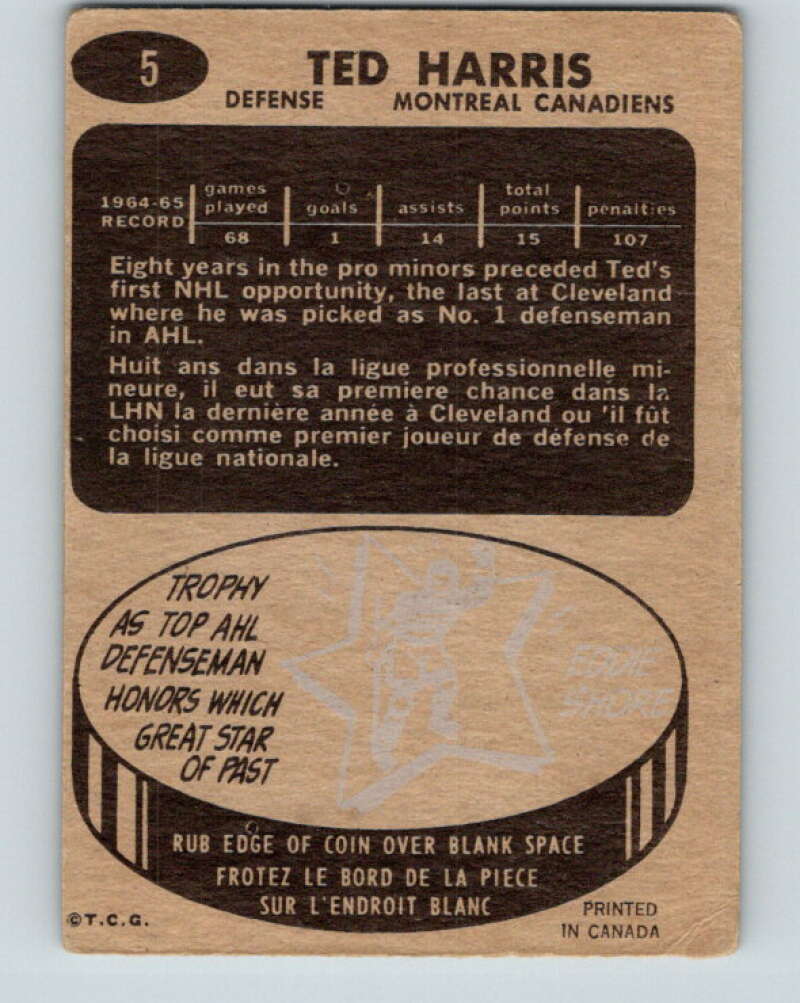 5
TED HARRIS
DEFENSE MONTREAL CANADIENS
1964-65 RECORD games played goals assists total points penalties
68 1 14 15 107
Eight years in the pro minors preceded Ted's
first NHL opportunity, the last at Cleveland
where he was picked as No. 1 defenseman
in AHL.
Huit ans dans la ligue professionnelle mi-
neure, il eut sa premiere chance dans la
LHN la dernière année à Cleveland ou 'il fût
choisi comme premier joueur de défense de
la ligue nationale.
TROPHY
AS TOP AHL
DEFENSEMAN
HONORS WHICH
GREAT STAR
OF PAST
EDDIE
SHORE
RUB EDGE OF COIN OVER BLANK SPACE
FROTEZ LE BORD DE LA PIECE
SUR L'ENDROIT BLANC
©T.C.G.
PRINTED
IN CANADA